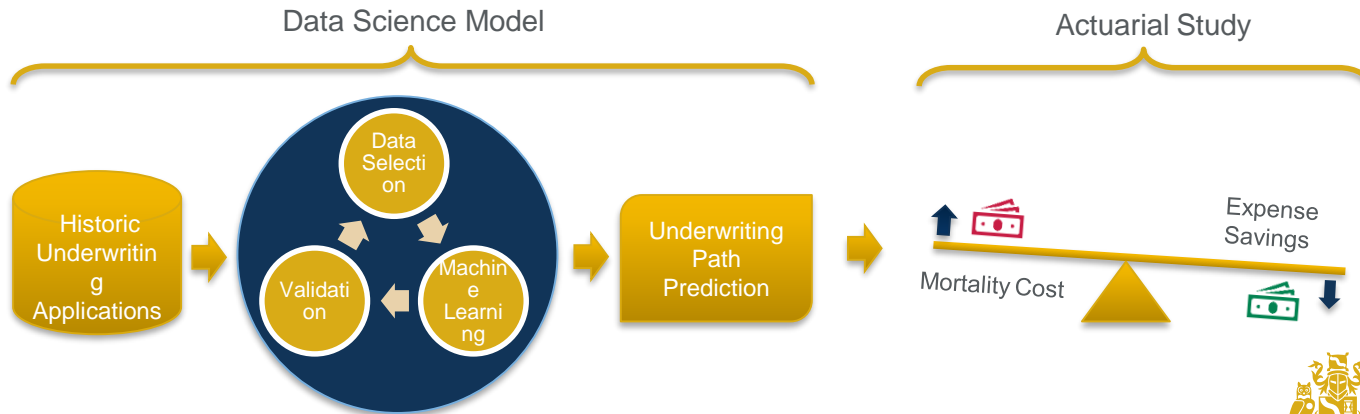 Data Science Model
Actuarial Study
Historic
Underwritin
g
Applications
Data
Selecti
on
Machin
e
Learni
ng
Validati
on
Underwriting
Path
Prediction
Mortality Cost
Expense
Savings